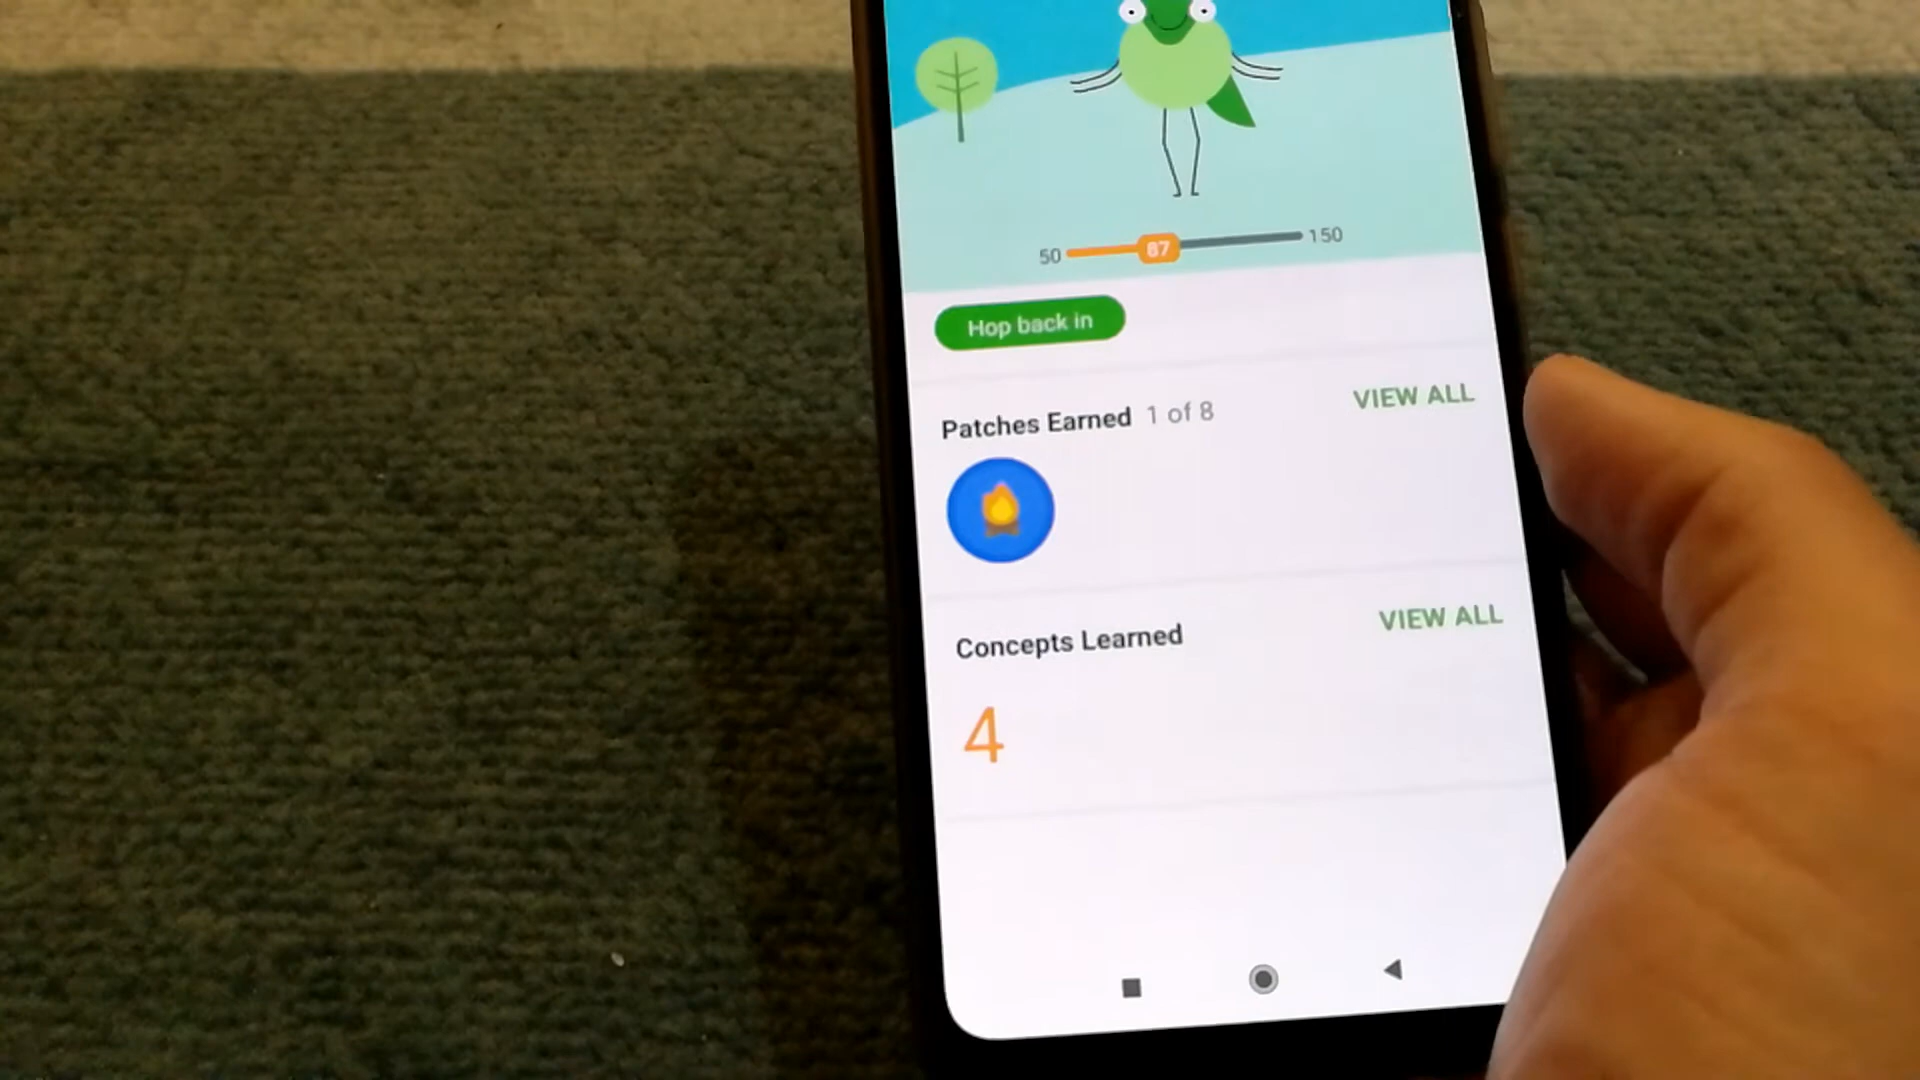 50 87 150
Hop back in
Patches Earned 1 of 8 VIEW ALL
Concepts Learned VIEW ALL
4